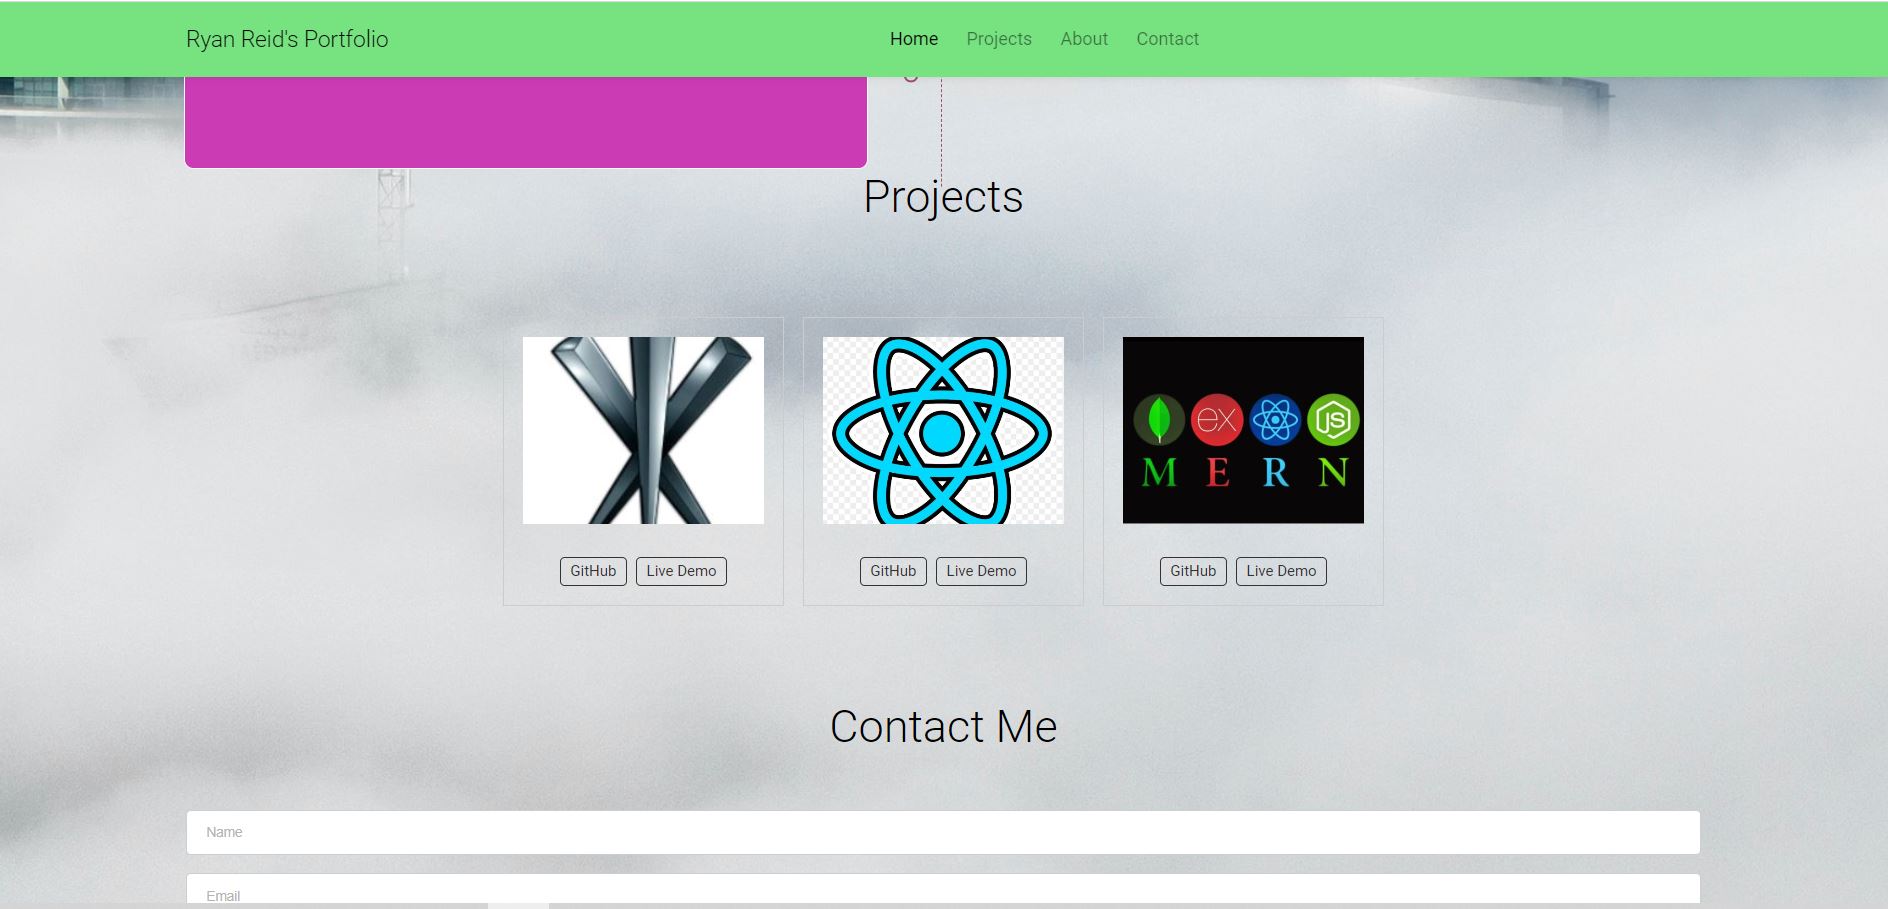 Ryan Reid's Portfolio
Home Projects About Contact
Projects
ex JS
M E R N
GitHub Live Demo
GitHub Live Demo
GitHub Live Demo
Contact Me
Name
Email